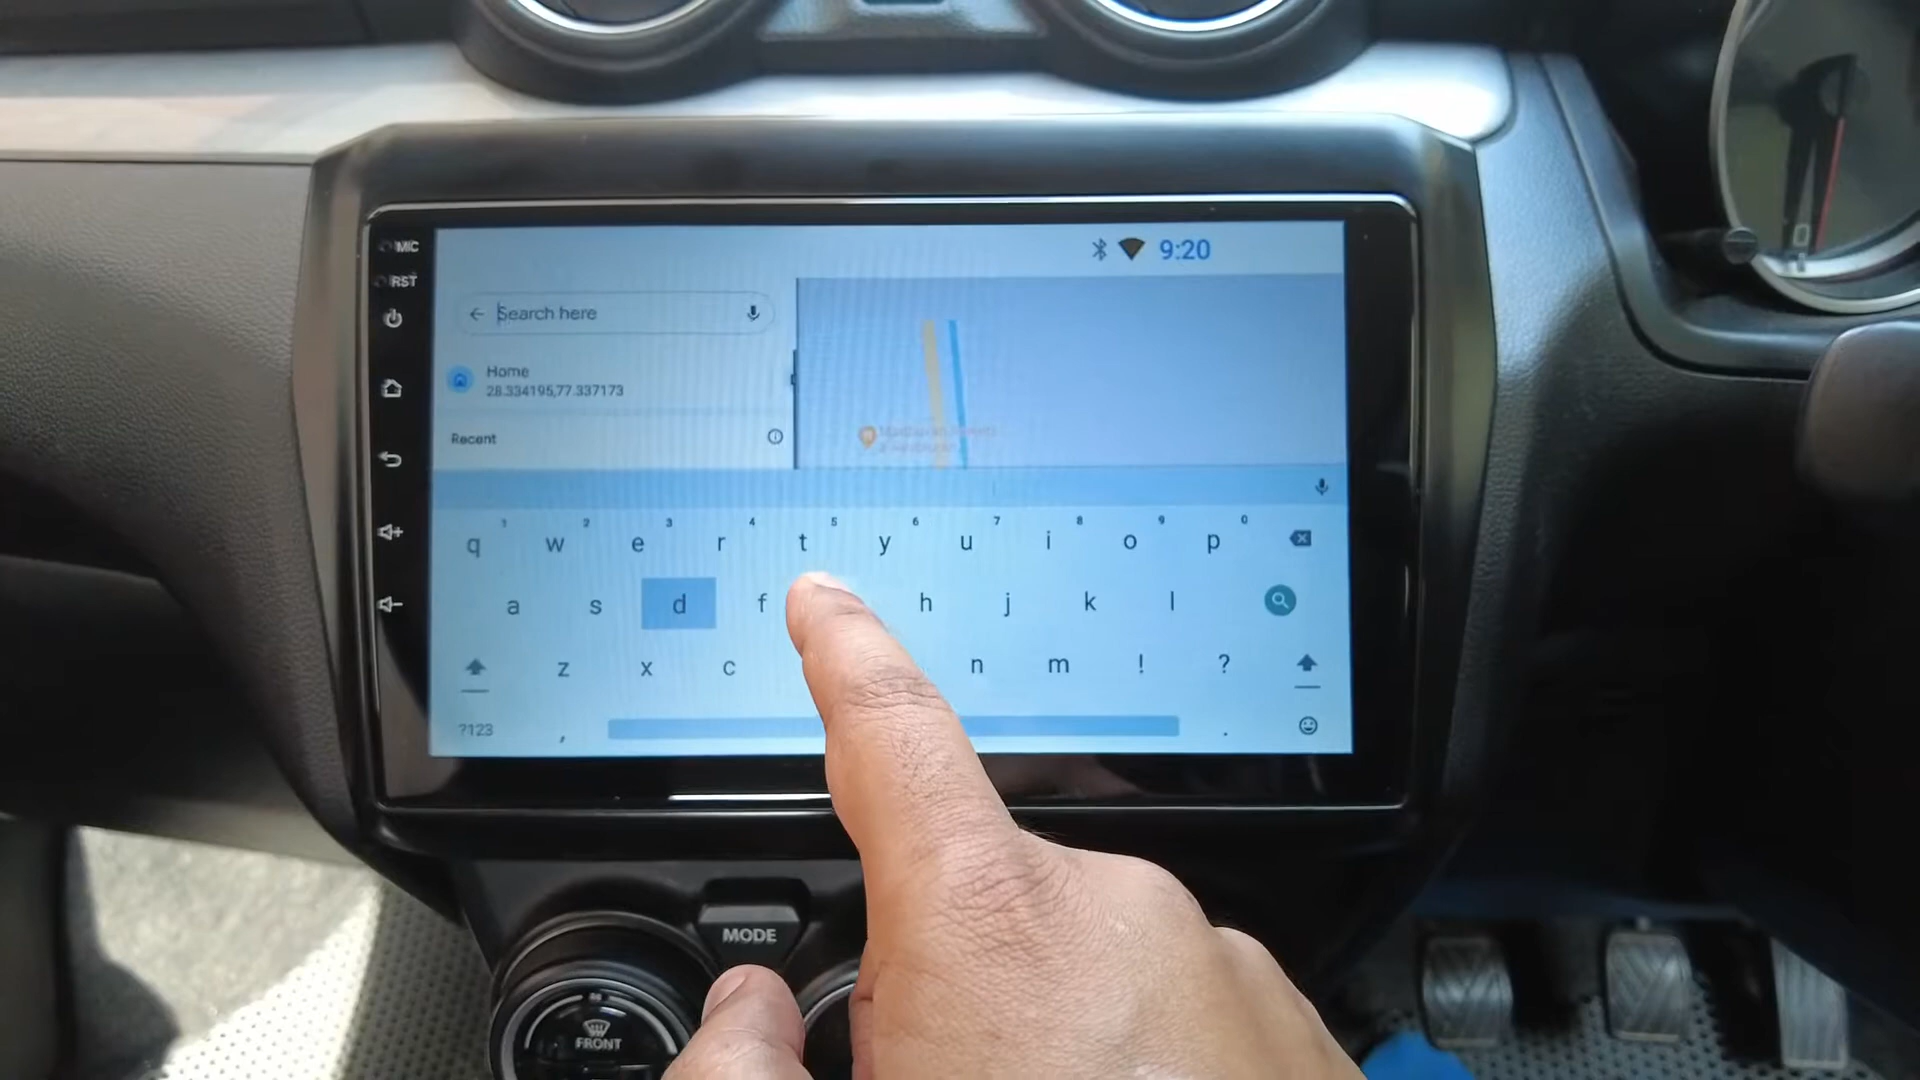 MIC
RST
9:20
Search here
Home
28.334195,77.337173
Recent
1 2 3 4 5 6 7 8 9 0
q w e r t y u i o p
a s d f h j k l
z x c n m ! ?
?123 , .
MODE
FRONT
0